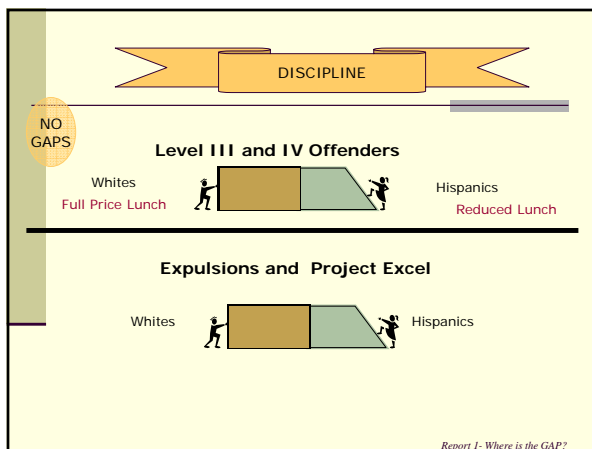 DISCIPLINE
NO
GAPS
Level III and IV Offenders
Whites
Hispanics
Full Price Lunch
Reduced Lunch
Expulsions and Project Excel
Whites
Hispanics
Report 1- Where is the GAP?